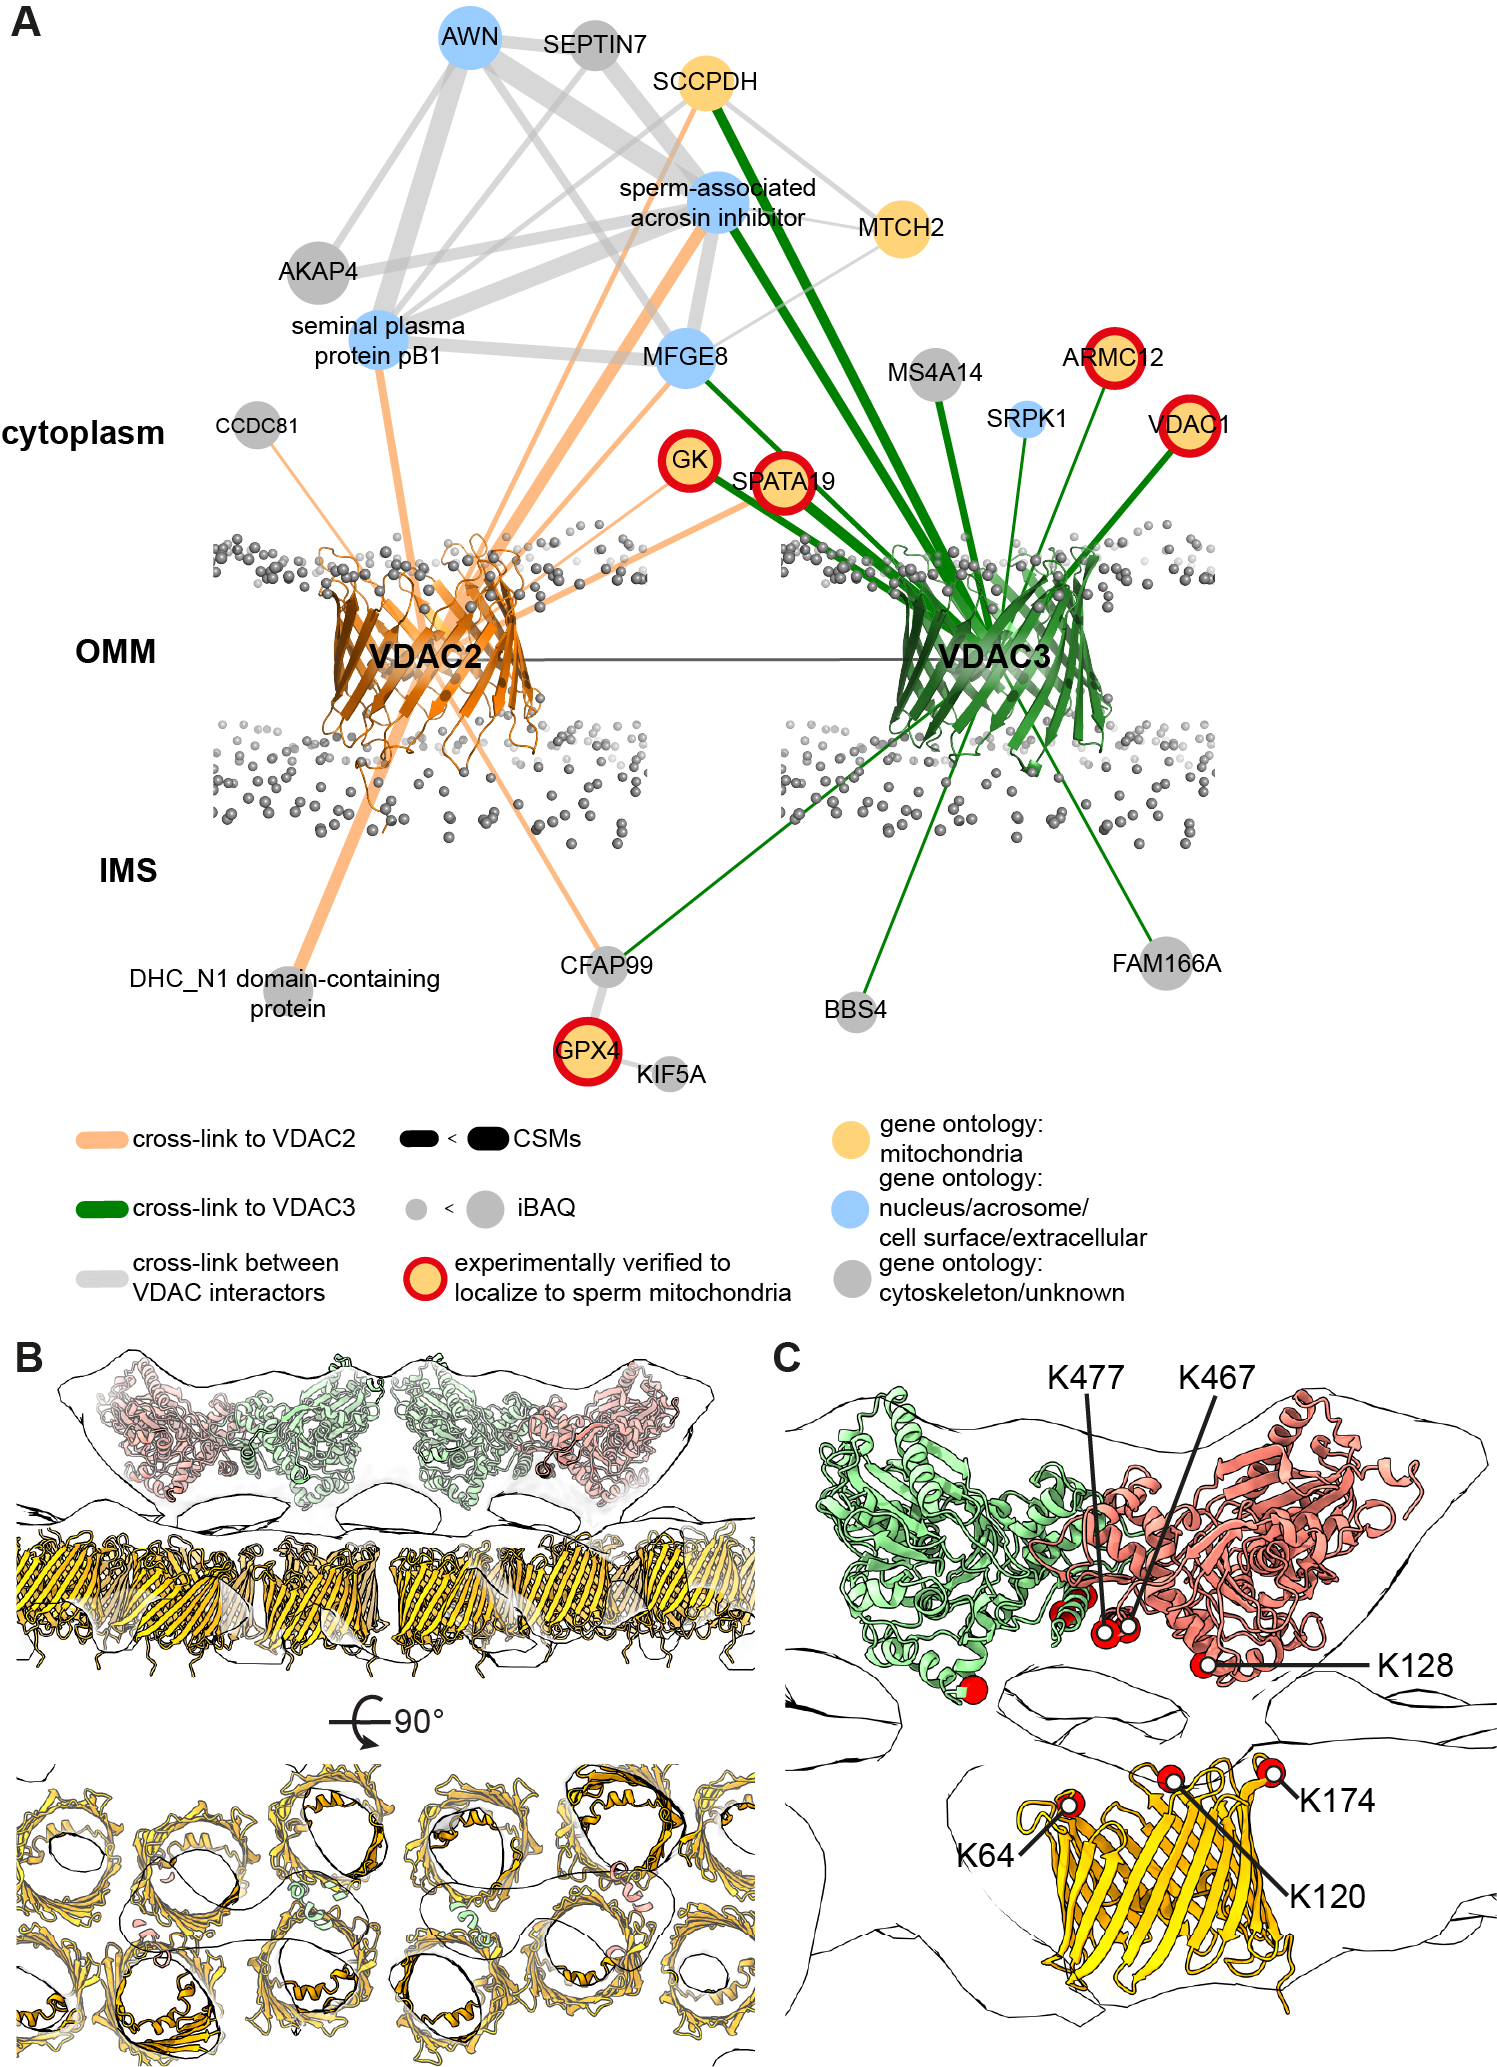 A
AWN
SEPTIN7
SCCPDH
sperm-associated
acrosin inhibitor
MTCH2
AKAP4
seminal plasma
protein pB1
MFGE8
MS4A14
ARMC12
SRPK1
VDAC1
CCDC81
cytoplasm
GK
SPATA19
OMM
VDAC2
VDAC3
IMS
DHC_N1 domain-containing
protein
CFAP99
FAM166A
BBS4
GPX4
KIF5A
cross-link to VDAC2
< CSMs
gene ontology:
mitochondria
cross-link to VDAC3
< iBAQ
gene ontology:
nucleus/acrosome/
cell surface/extracellular
cross-link between
VDAC interactors
experimentally verified to
localize to sperm mitochondria
gene ontology:
cytoskeleton/unknown
B
90°
C
K477
K467
K128
K174
K64
K120